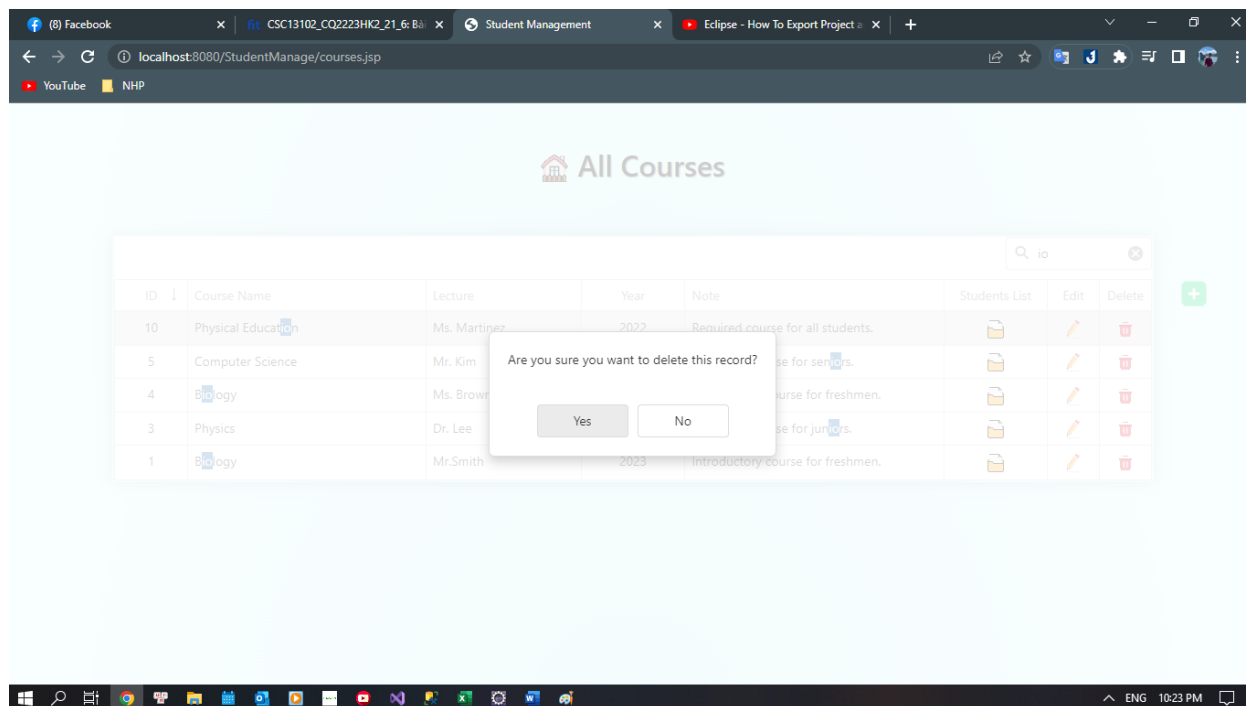 (8) Facebook
fit CSC13102_CQ2223HK2_21_6: Bài
Student Management
Eclipse - How To Export Project a
localhost:8080/StudentManage/courses.jsp
YouTube
NHP
All Courses
io
ID ↓ Course Name Lecture Year Note Students List Edit Delete
10 Physical Education Ms. Martinez 2022 Required course for all students.
5 Computer Science Mr. Kim se for seniors.
4 Biology Ms. Brown urse for freshmen.
3 Physics Dr. Lee se for juniors.
1 Biology Mr.Smith 2023 Introductory course for freshmen.
Are you sure you want to delete this record?
Yes No
ENG 10:23 PM